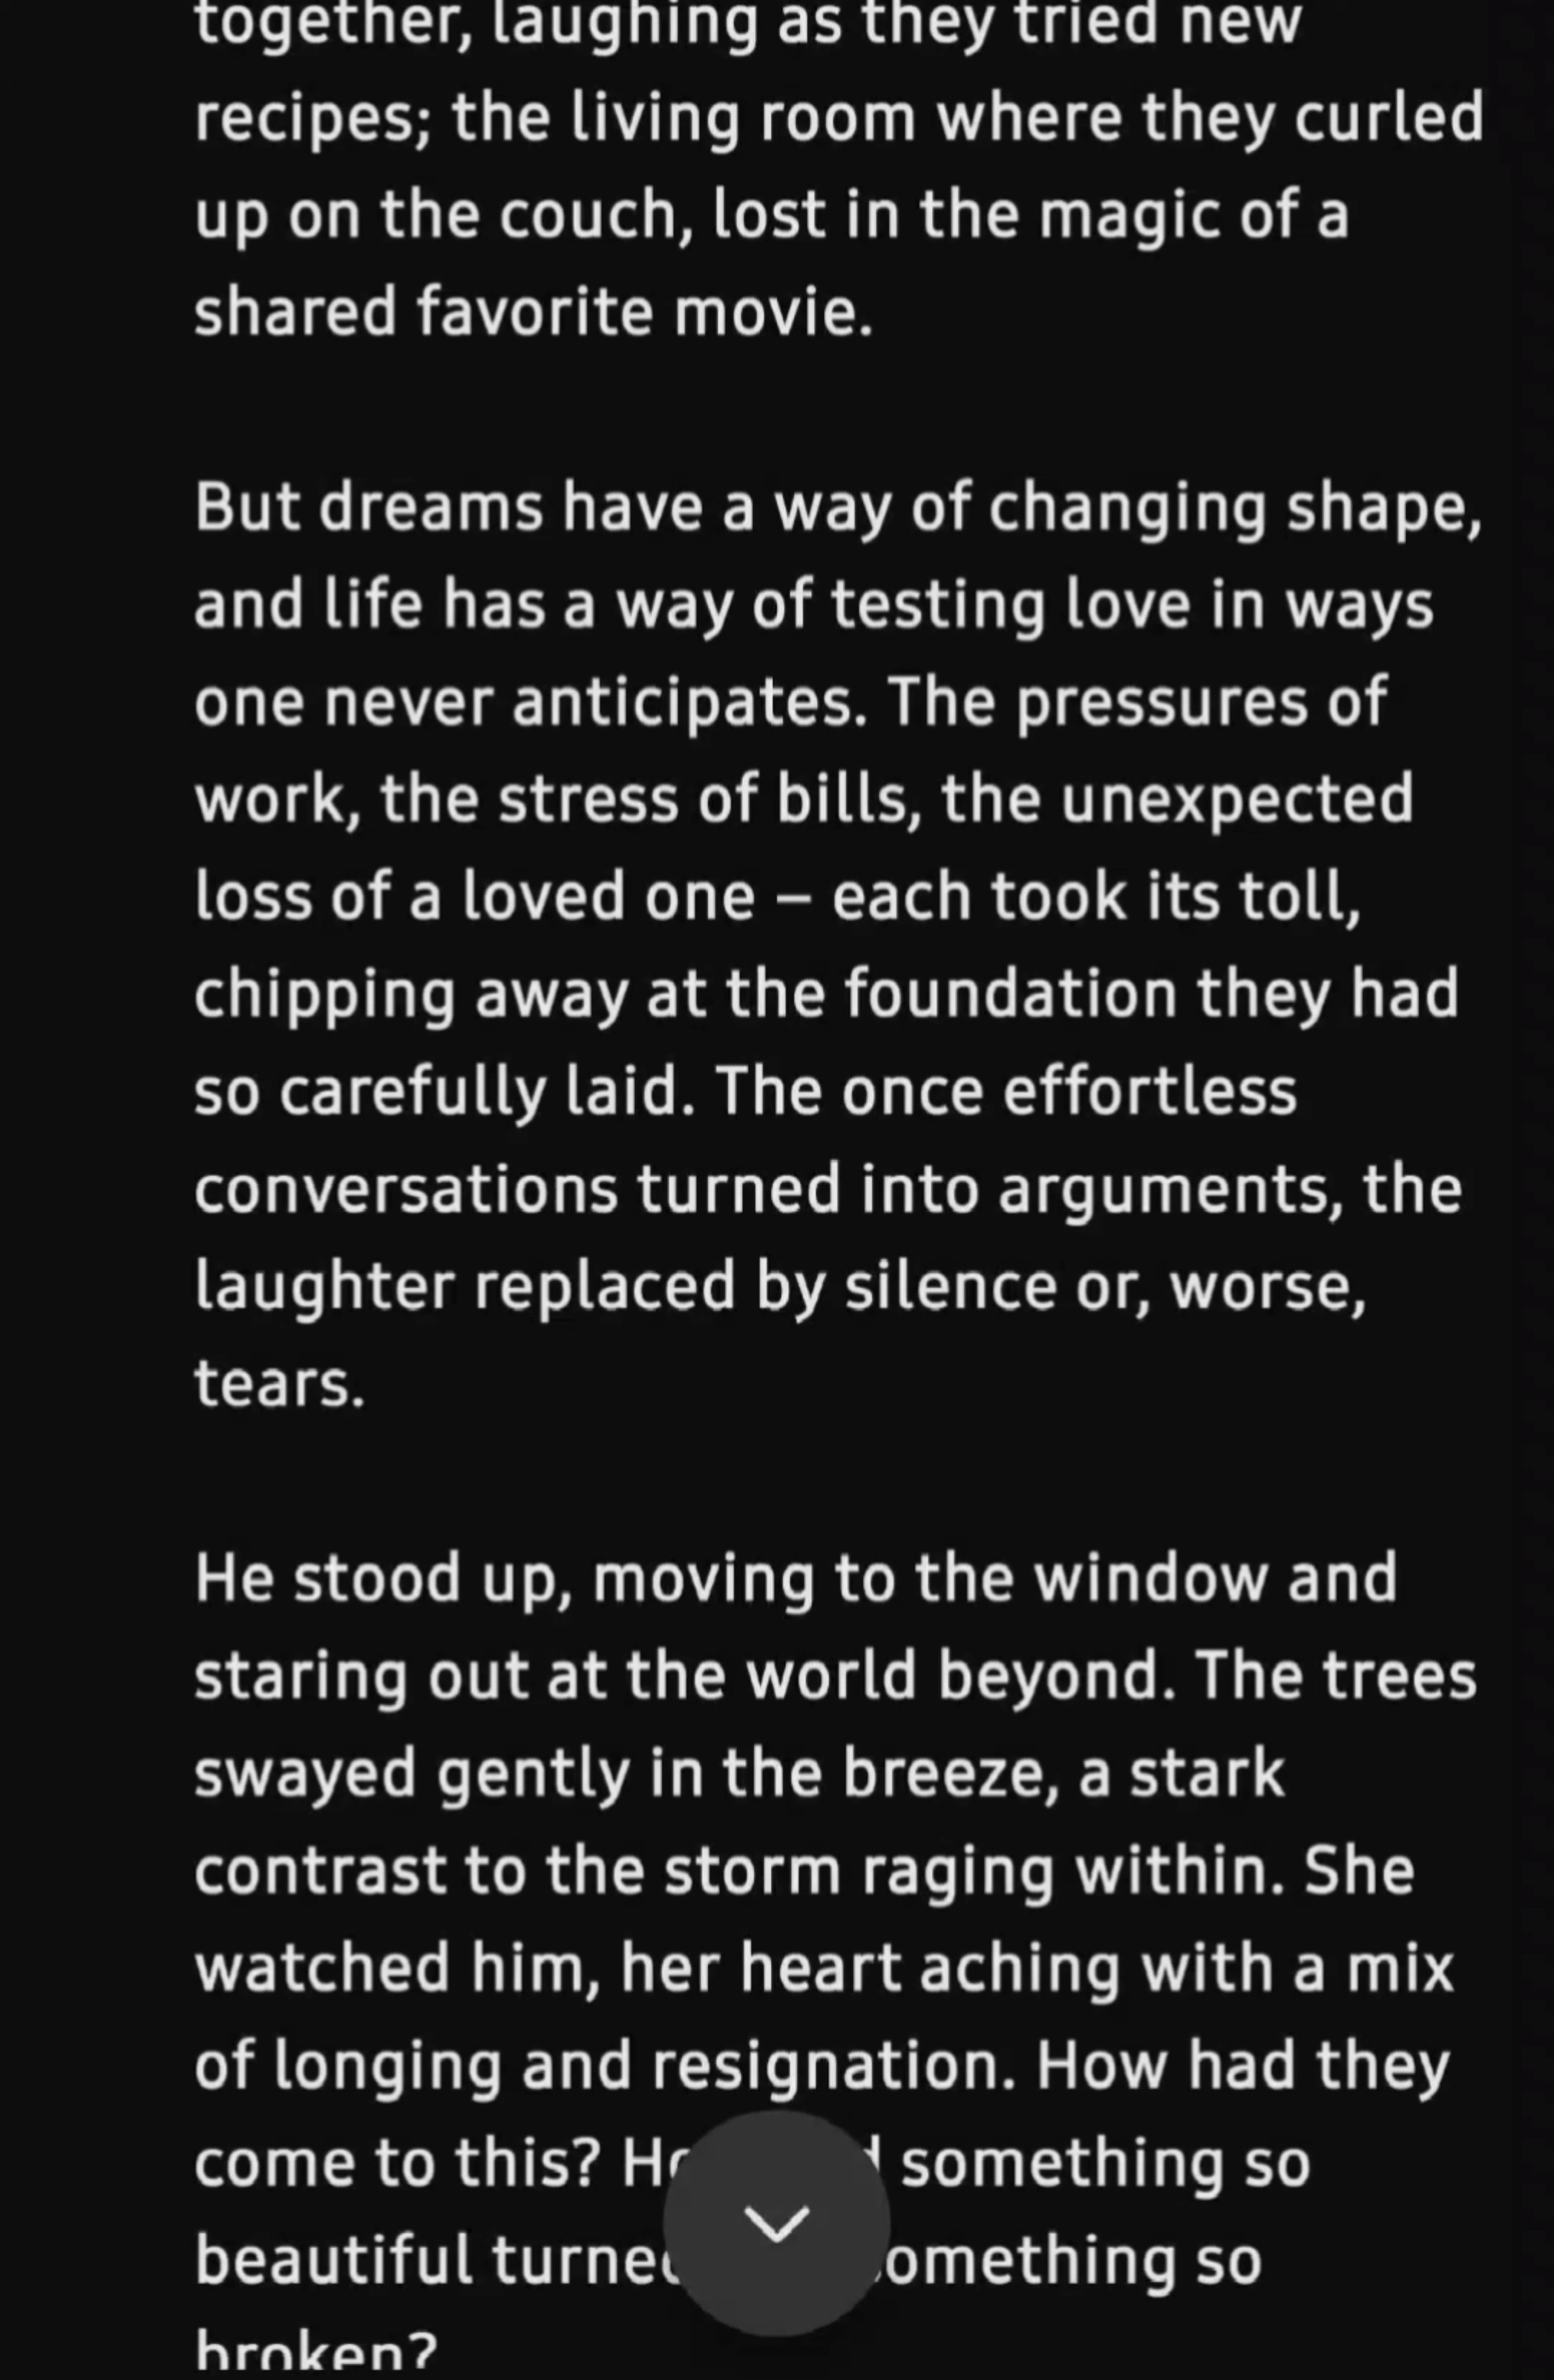 together, laughing as they tried new
recipes; the living room where they curled
up on the couch, lost in the magic of a
shared favorite movie.
But dreams have a way of changing shape,
and life has a way of testing love in ways
one never anticipates. The pressures of
work, the stress of bills, the unexpected
loss of a loved one – each took its toll,
chipping away at the foundation they had
so carefully laid. The once effortless
conversations turned into arguments, the
laughter replaced by silence or, worse,
tears.
He stood up, moving to the window and
staring out at the world beyond. The trees
swayed gently in the breeze, a stark
contrast to the storm raging within. She
watched him, her heart aching with a mix
of longing and resignation. How had they
come to this? something so
beautiful turned something so
broken?